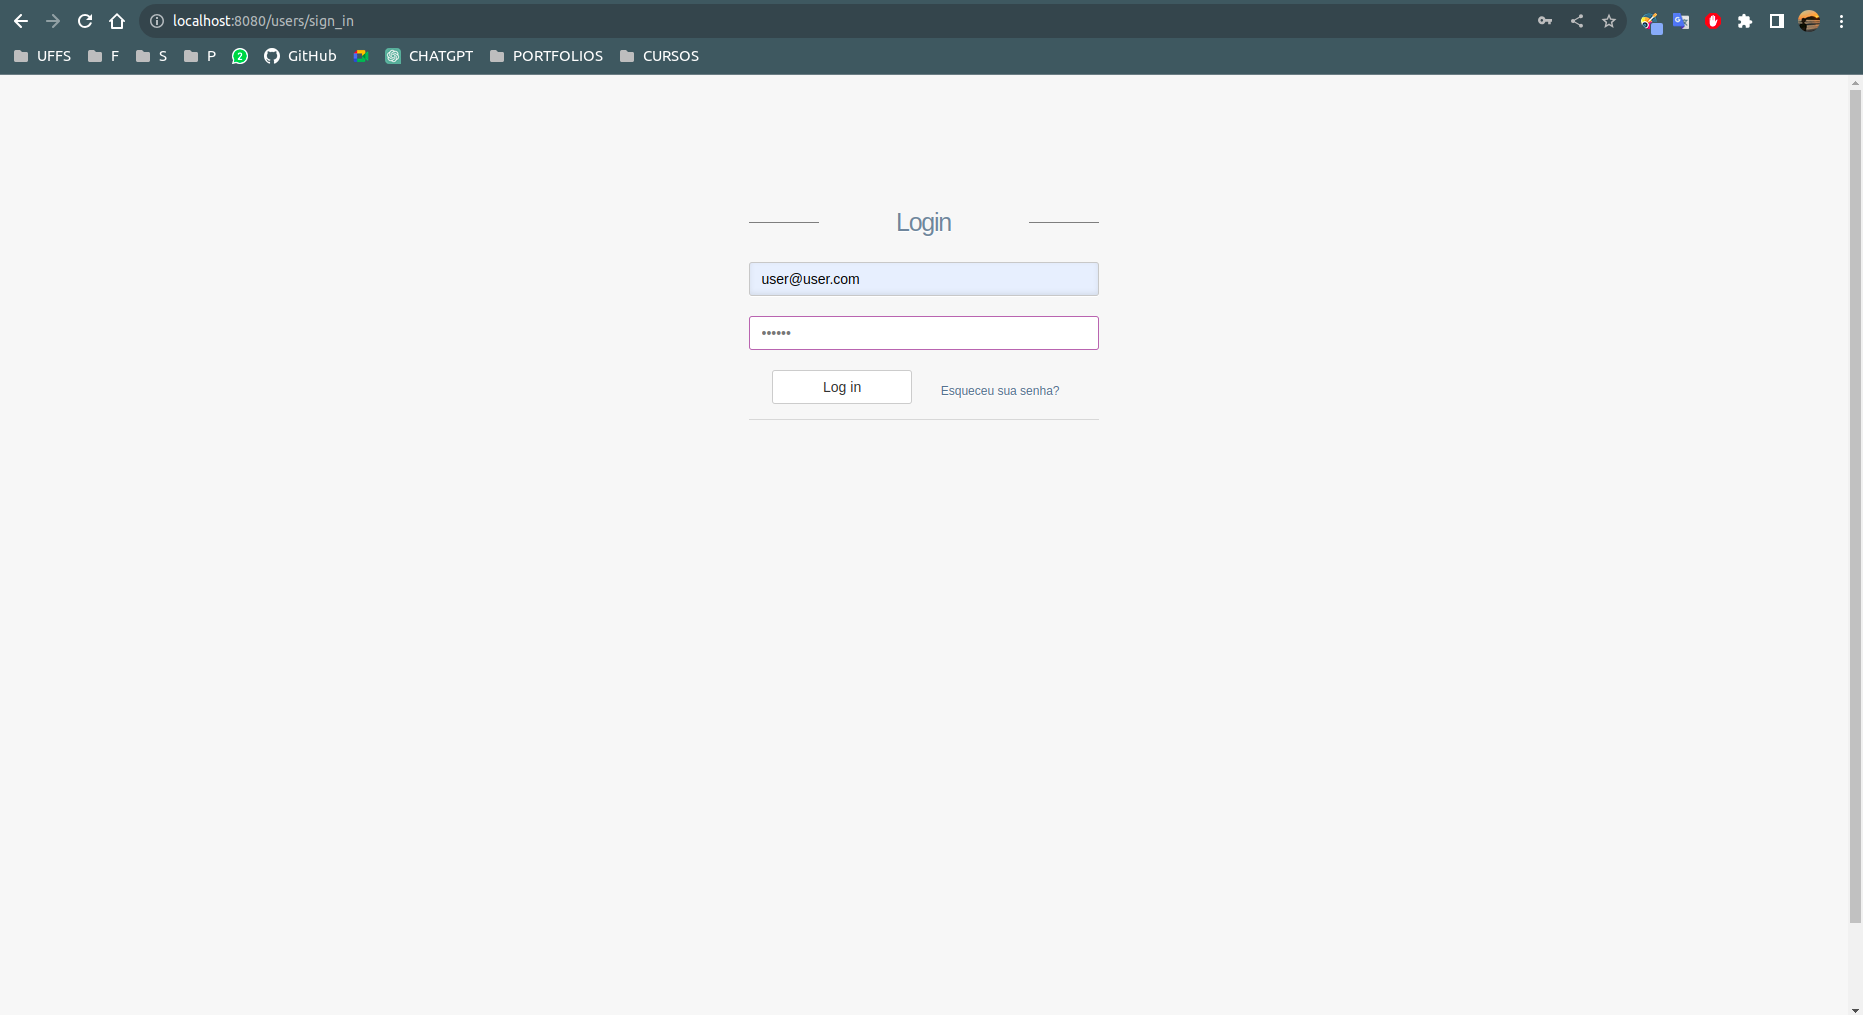 localhost:8080/users/sign_in
UFFS F S P 2 GitHub CHATGPT PORTFOLIOS CURSOS
Login
user@user.com
••••••
Log in Esqueceu sua senha?